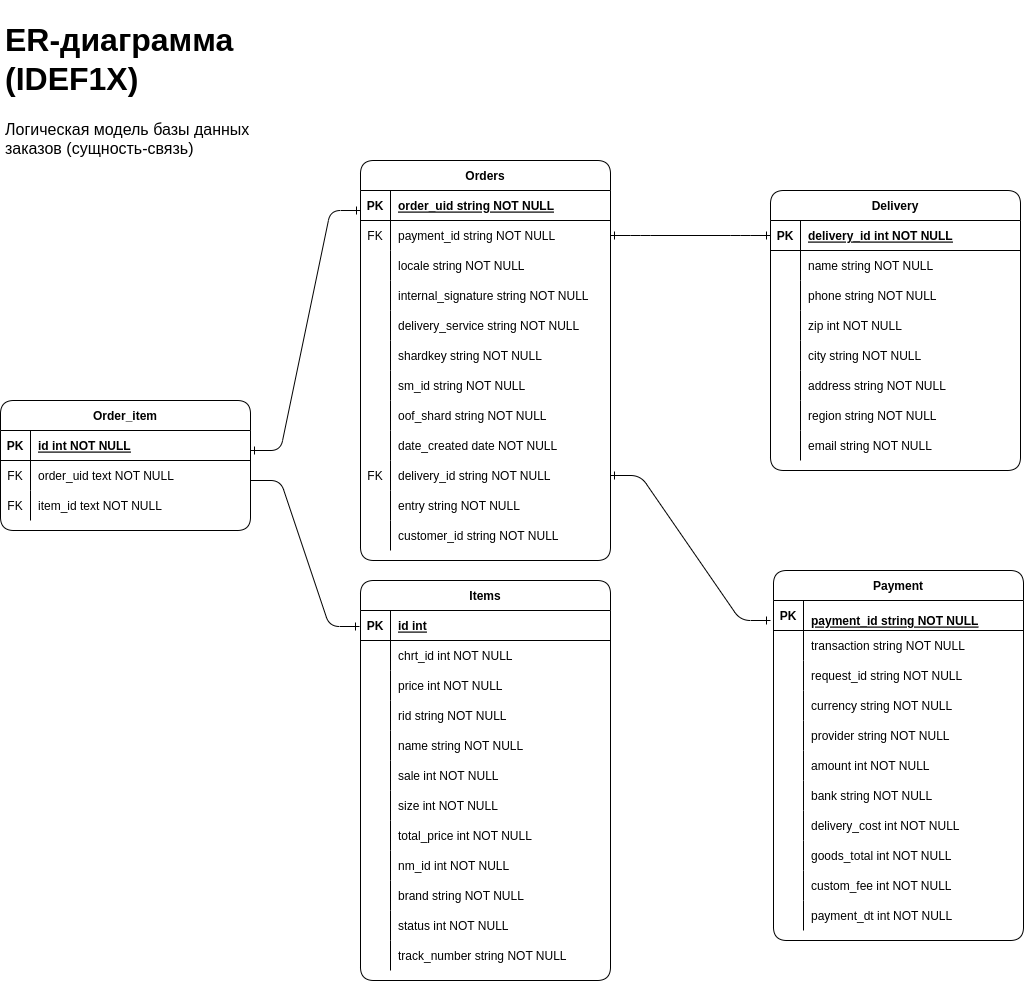 ER-диаграмма
(IDEF1X)
Логическая модель базы данных
заказов (сущность-связь)
Orders
PK order_uid string NOT NULL
FK payment_id string NOT NULL
locale string NOT NULL
internal_signature string NOT NULL
delivery_service string NOT NULL
shardkey string NOT NULL
sm_id string NOT NULL
oof_shard string NOT NULL
date_created date NOT NULL
FK delivery_id string NOT NULL
entry string NOT NULL
customer_id string NOT NULL
Delivery
PK delivery_id int NOT NULL
name string NOT NULL
phone string NOT NULL
zip int NOT NULL
city string NOT NULL
address string NOT NULL
region string NOT NULL
email string NOT NULL
Order_item
PK id int NOT NULL
FK order_uid text NOT NULL
FK item_id text NOT NULL
Items
PK id int
chrt_id int NOT NULL
price int NOT NULL
rid string NOT NULL
name string NOT NULL
sale int NOT NULL
size int NOT NULL
total_price int NOT NULL
nm_id int NOT NULL
brand string NOT NULL
status int NOT NULL
track_number string NOT NULL
Payment
PK payment_id string NOT NULL
transaction string NOT NULL
request_id string NOT NULL
currency string NOT NULL
provider string NOT NULL
amount int NOT NULL
bank string NOT NULL
delivery_cost int NOT NULL
goods_total int NOT NULL
custom_fee int NOT NULL
payment_dt int NOT NULL